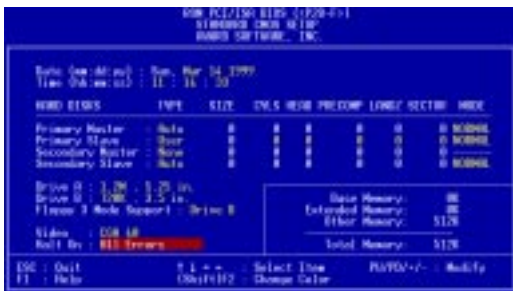 ROM PCI/ISA BIOS
STANDARD CMOS SETUP
AWARD SOFTWARE, INC.
Date (mm:dd:yy) : Sun, Mar 14 1999
Time (hh:mm:ss) : 11 : 16 :
HARD DISKS TYPE SIZE CYLS HEAD PRECOMP LANDZ SECTOR MODE
Primary Master : Auto 0 0 0 0 0 0 NORMAL
Primary Slave : User 0 0 0 0 0 0 NORMAL
Secondary Master : None 0 0 0 0 0 0
Secondary Slave : Auto 0 0 0 0 0 0 NORMAL
Drive A : 1.2M , 5.25 in.
Drive B : 720K , 3.5 in.
Floppy 3 Mode Support : Drive B
Video : CGA
Halt On : All Errors
Base Memory: 0K
Extended Memory: 0K
Other Memory: 512K
Total Memory: 512K
ESC : Quit
F1 : Help
↑ ↓ → ← : Select Item
(Shift)F2 : Change Color
PU/PD/+/- : Modify